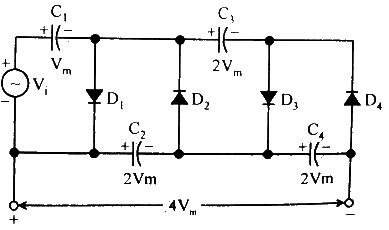 C1 C3
+ − + −
+ Vm 2Vm
Vi D1 D2 D3 D4
−
C2 C4
+ − + −
2Vm 2Vm
+ 4Vm −